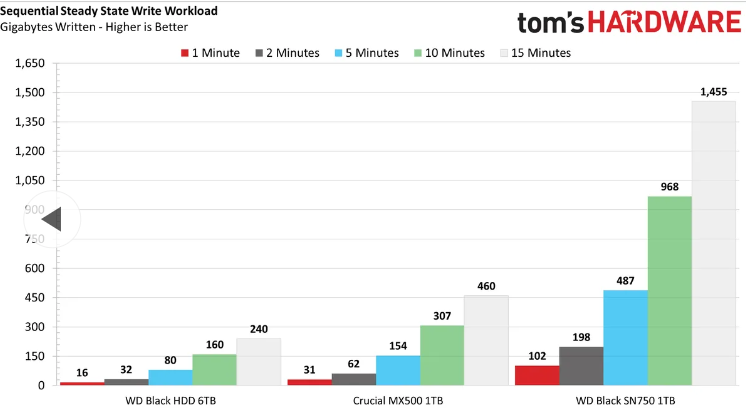 Sequential Steady State Write Workload
Gigabytes Written - Higher is Better
tom's HARDWARE
1 Minute 2 Minutes 5 Minutes 10 Minutes 15 Minutes
1,650
1,500
1,350
1,200
1,050
900
750
600
450
300
150
0
16 32 80 160 240
31 62 154 307 460
102 198 487 968 1,455
WD Black HDD 6TB
Crucial MX500 1TB
WD Black SN750 1TB